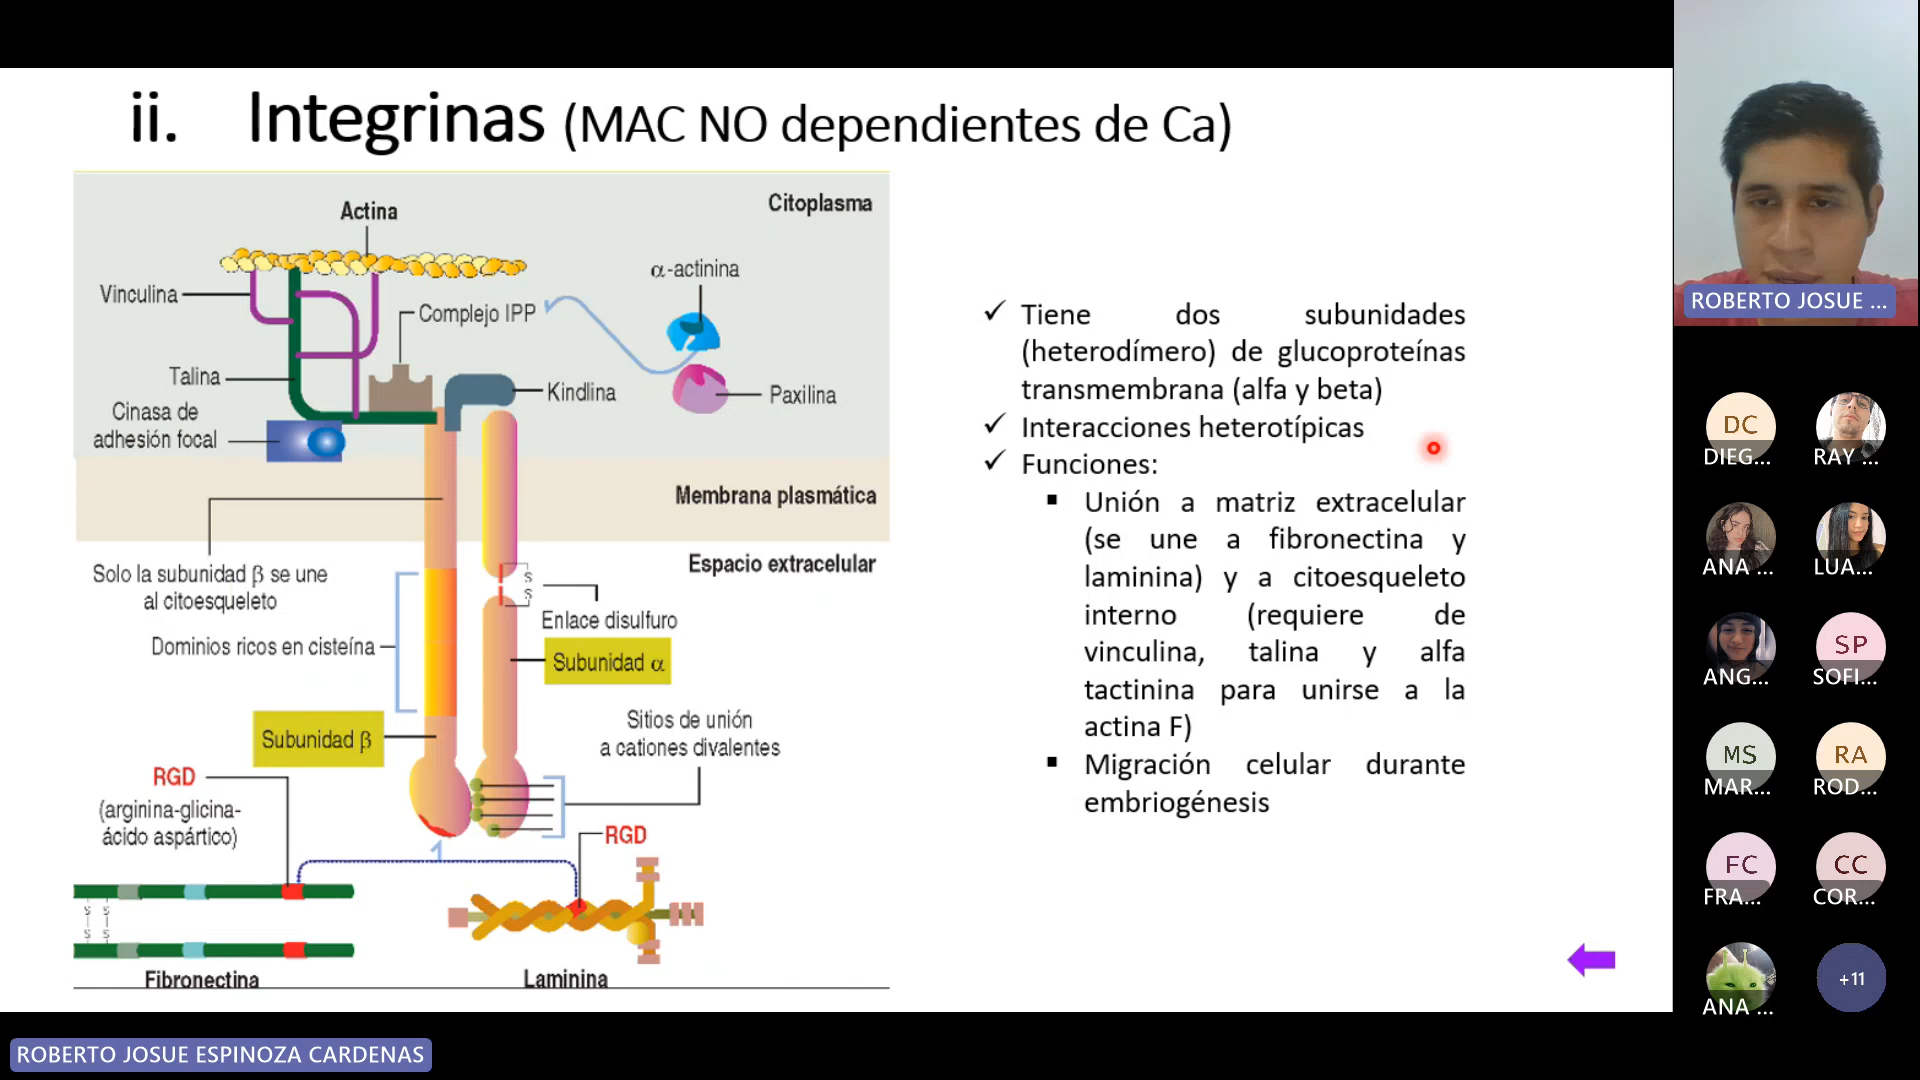 ii. Integrinas (MAC NO dependientes de Ca)
Citoplasma
Actina
α-actinina
Vinculina
Complejo IPP
Talina
Kindlina
Paxilina
Cinasa de
adhesión focal
Membrana plasmática
Espacio extracelular
Solo la subunidad β se une
al citoesqueleto
S
S
Enlace disulfuro
Dominios ricos en cisteína
Subunidad α
Sitios de unión
a cationes divalentes
Subunidad β
RGD
(arginina-glicina-
ácido aspártico)
RGD
S S
S S
Fibronectina
Laminina
✓ Tiene dos subunidades
(heterodímero) de glucoproteínas
transmembrana (alfa y beta)
✓ Interacciones heterotípicas
✓ Funciones:
▪ Unión a matriz extracelular
(se une a fibronectina y
laminina) y a citoesqueleto
interno (requiere de
vinculina, talina y alfa
tactinina para unirse a la
actina F)
▪ Migración celular durante
embriogénesis
ROBERTO JOSUE ...
DC
DIEG...
RAY ...
ANA ...
LUA...
ANG...
SP
SOFI...
MS
MAR...
RA
ROD...
FC
FRA...
CC
COR...
ANA ...
+11
ROBERTO JOSUE ESPINOZA CARDENAS